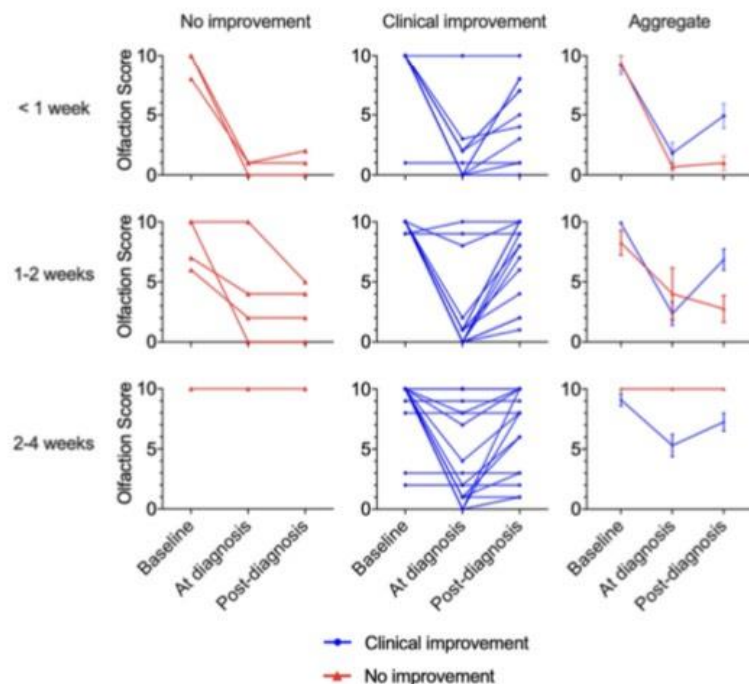 No improvement Clinical improvement Aggregate
< 1 week
Olfaction Score
10
5
0
10
5
0
10
5
0
1-2 weeks
Olfaction Score
10
5
0
10
5
0
10
5
0
2-4 weeks
Olfaction Score
10
5
0
10
5
0
10
5
0
Baseline
At diagnosis
Post-diagnosis
Baseline
At diagnosis
Post-diagnosis
Baseline
At diagnosis
Post-diagnosis
Clinical improvement
No improvement